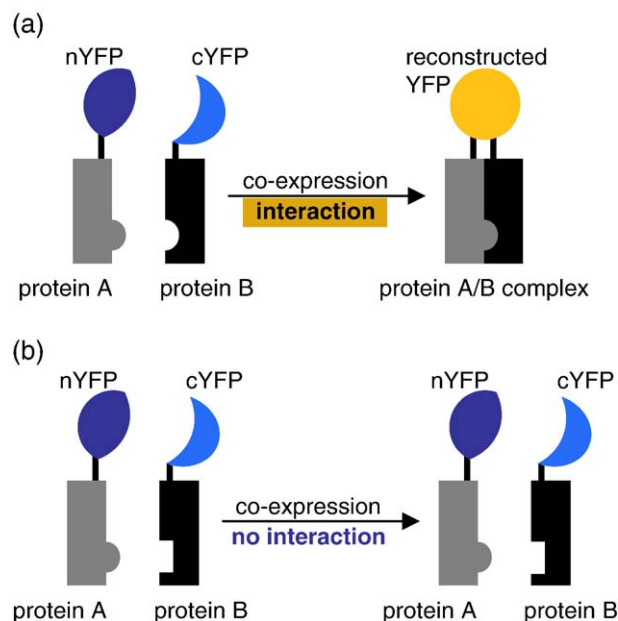 (a)
nYFP cYFP reconstructed
YFP
co-expression
interaction
protein A protein B protein A/B complex
(b)
nYFP cYFP nYFP cYFP
co-expression
no interaction
protein A protein B protein A protein B